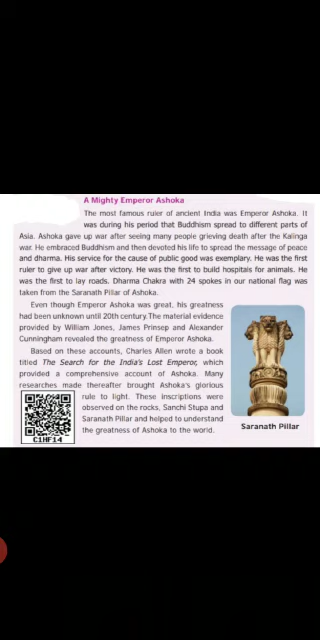 A Mighty Emperor Ashoka
The most famous ruler of ancient India was Emperor Ashoka. It
was during his period that Buddhism spread to different parts of
Asia. Ashoka gave up war after seeing many people grieving death after the Kalinga
war. He embraced Buddhism and then devoted his life to spread the message of peace
and dharma. His service for the cause of public good was exemplary. He was the first
ruler to give up war after victory. He was the first to build hospitals for animals. He
was the first to lay roads. Dharma Chakra with 24 spokes in our national flag was
taken from the Saranath Pillar of Ashoka.
Even though Emperor Ashoka was great, his greatness
had been unknown until 20th century.The material evidence
provided by William Jones, James Prinsep and Alexander
Cunningham revealed the greatness of Emperor Ashoka.
Based on these accounts, Charles Allen wrote a book
titled The Search for the India's Lost Emperor, which
provided a comprehensive account of Ashoka. Many
researches made thereafter brought Ashoka's glorious
rule to light. These inscriptions were
observed on the rocks, Sanchi Stupa and
Saranath Pillar and helped to understand
the greatness of Ashoka to the world.
C1HF14
Saranath Pillar